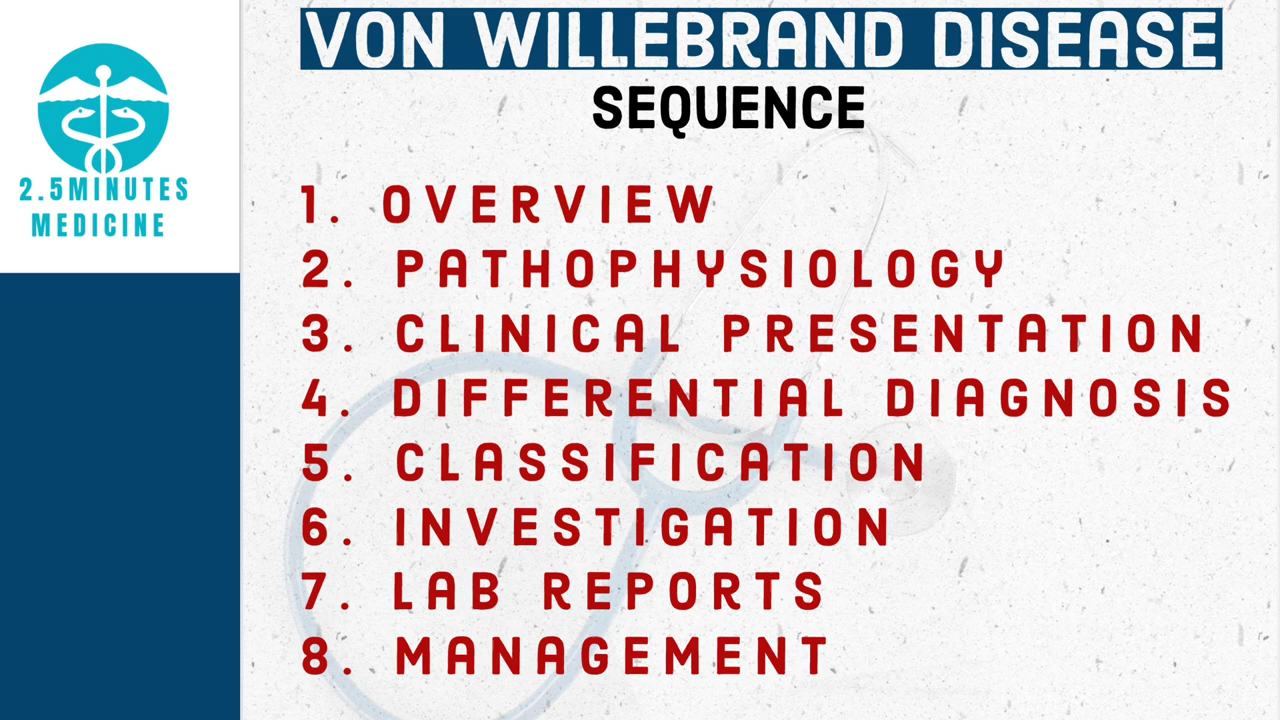 VON WILLEBRAND DISEASE
SEQUENCE
2.5MINUTES
MEDICINE
1. OVERVIEW
2. PATHOPHYSIOLOGY
3. CLINICAL PRESENTATION
4. DIFFERENTIAL DIAGNOSIS
5. CLASSIFICATION
6. INVESTIGATION
7. LAB REPORTS
8. MANAGEMENT